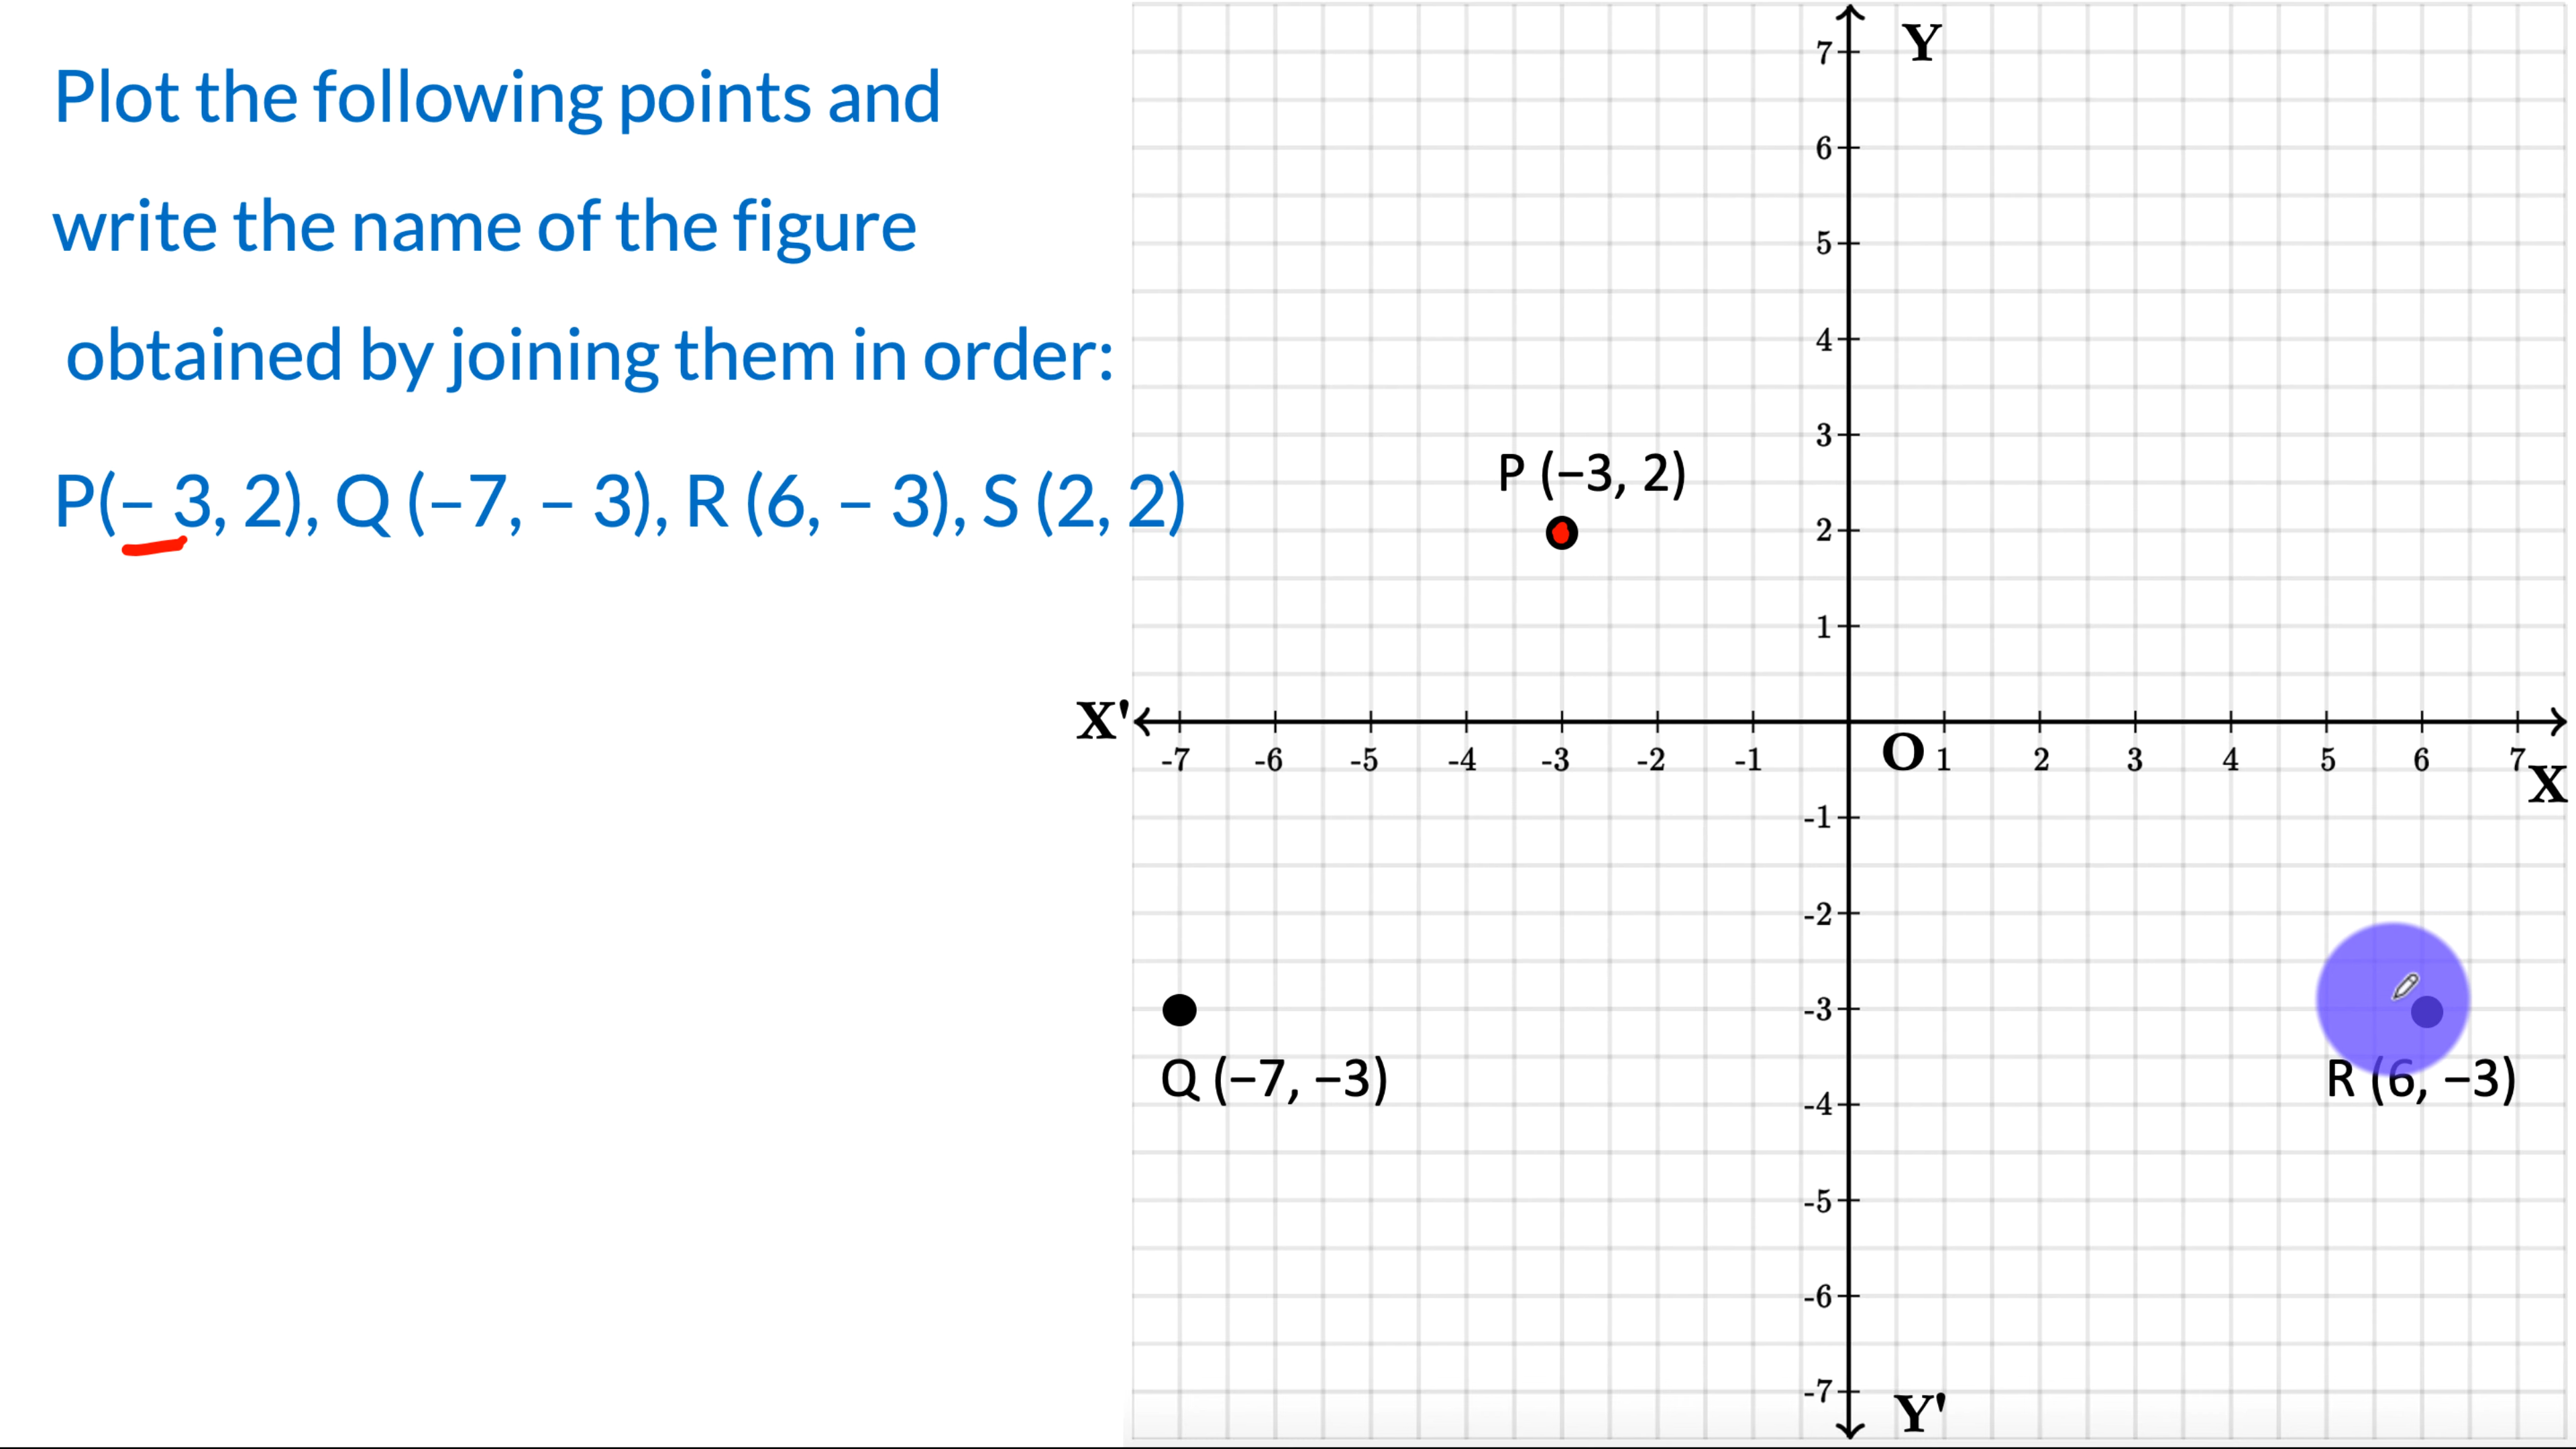 Plot the following points and
write the name of the figure
obtained by joining them in order:
P(– 3, 2), Q (–7, – 3), R (6, – 3), S (2, 2)
Y
7
6
5
4
3
P (–3, 2)
2
1
X'
-7 -6 -5 -4 -3 -2 -1 O 1 2 3 4 5 6 7
X
-1
-2
-3
Q (–7, –3)
R (6, –3)
-4
-5
-6
-7
Y'